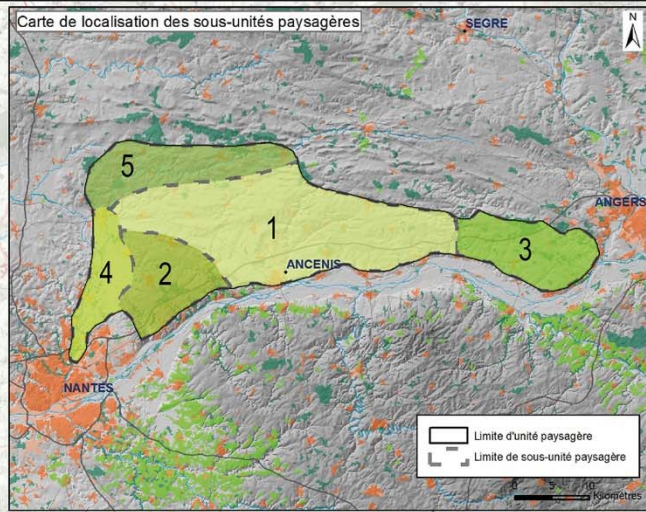 Carte de localisation des sous-unités paysagères
SEGRE
N
5
ANGERS
1
3
ANCENIS
4
2
NANTES
Limite d'unité paysagère
Limite de sous-unité paysagère
0 5 10
Kilomètres